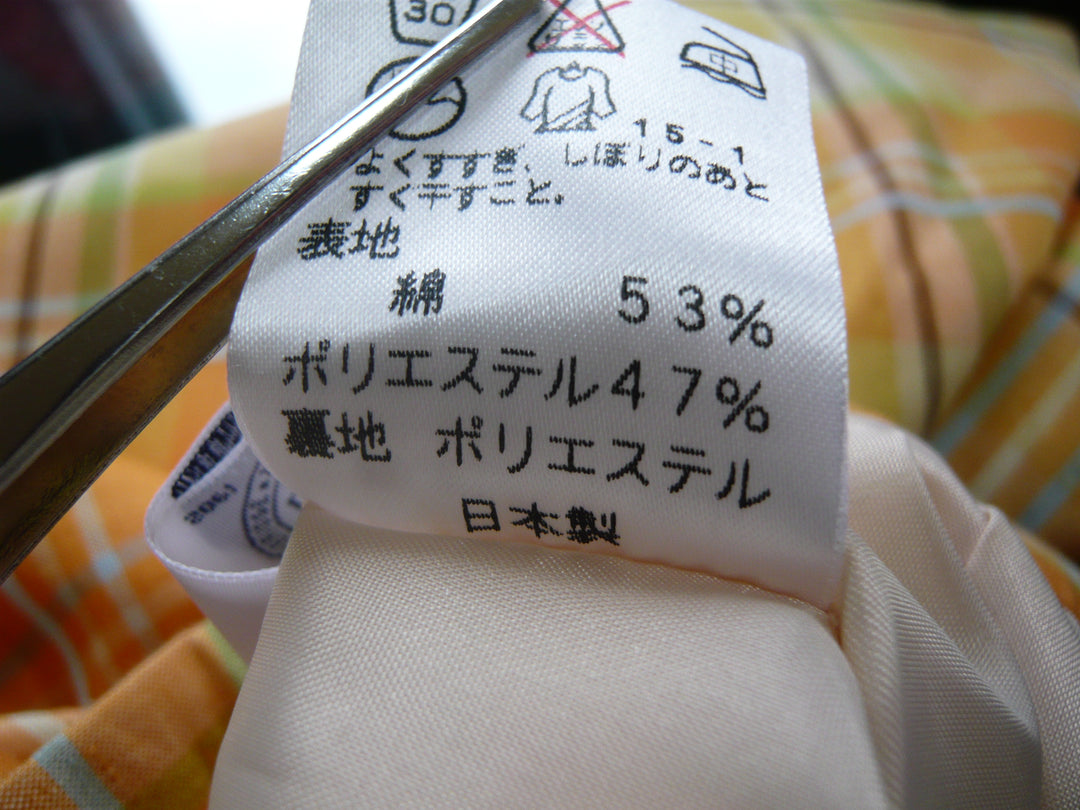 30
15-1
よくすすぎ、しぼりのあと
すく干すこと。
表地
綿 53%
ポリエステル47%
裏地 ポリエステル
日本製